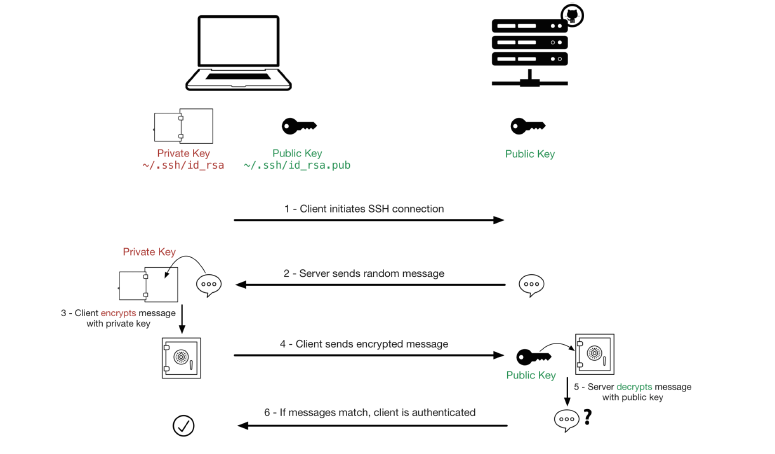 Private Key
~/.ssh/id_rsa
Public Key
~/.ssh/id_rsa.pub
Public Key
1 - Client initiates SSH connection
Private Key
2 - Server sends random message
3 - Client encrypts message
with private key
4 - Client sends encrypted message
Public Key
5 - Server decrypts message
with public key
?
6 - If messages match, client is authenticated